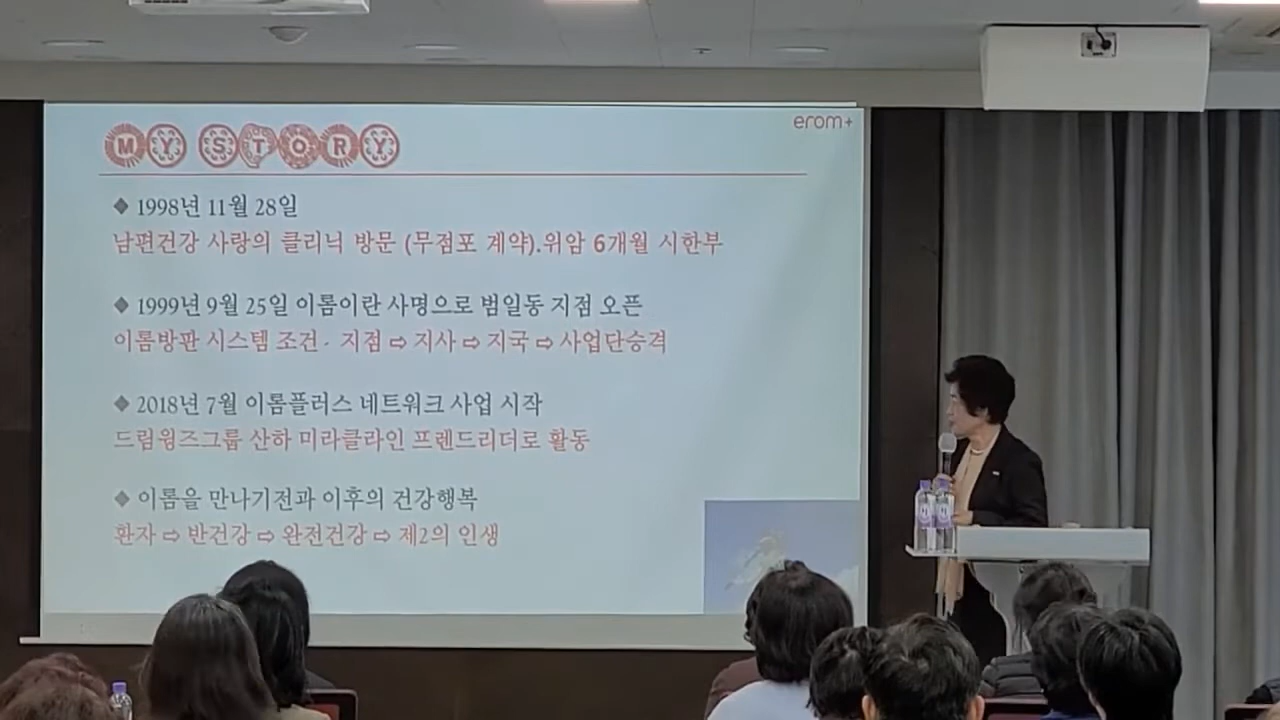 erom+
MY STORY
❖ 1998년 11월 28일
남편건강 사랑의 클리닉 방문 (무점포 계약).위암 6개월 시한부
❖ 1999년 9월 25일 이롬이란 사명으로 범일동 지점 오픈
이롬방판 시스템 조건- 지점 ⇨ 지사 ⇨ 지국 ⇨ 사업단승격
❖ 2018년 7월 이롬플러스 네트워크 사업 시작
드림윙즈그룹 산하 미라클라인 프렌드리더로 활동
❖ 이롬을 만나기전과 이후의 건강행복
환자 ⇨ 반건강 ⇨ 완전건강 ⇨ 제2의 인생